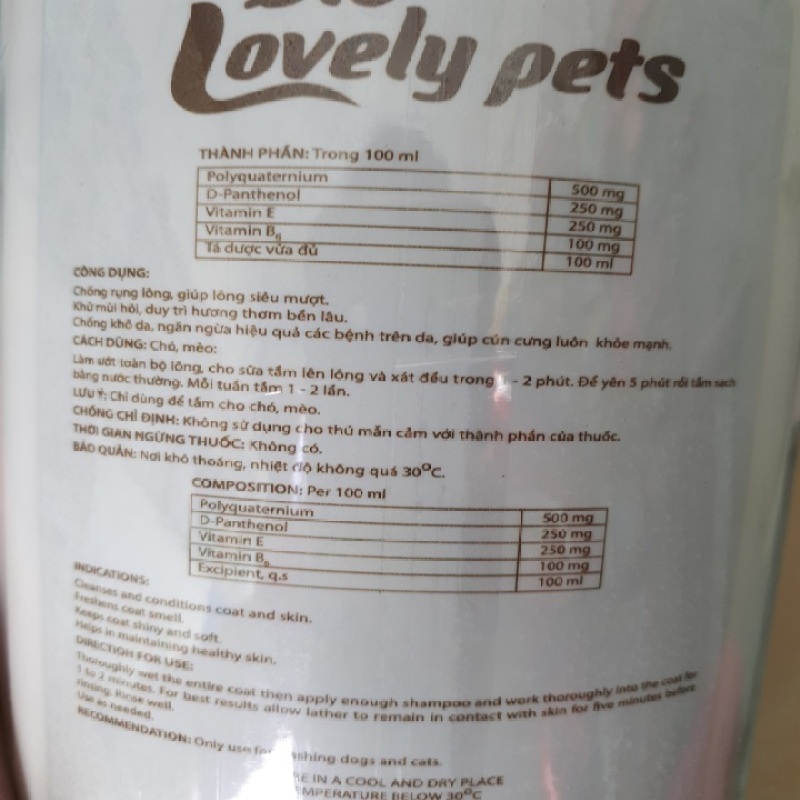 Lovely pets
THÀNH PHẦN: Trong 100 ml
Polyquaternium 500 mg
D-Panthenol 250 mg
Vitamin E 250 mg
Vitamin B₆ 100 mg
Tá dược vừa đủ 100 ml
CÔNG DỤNG:
Chống rụng lông, giúp lông siêu mượt.
Khử mùi hôi, duy trì hương thơm bền lâu.
Chống khô da, ngăn ngừa hiệu quả các bệnh trên da, giúp cún cưng luôn khỏe mạnh.
CÁCH DÙNG: Chó, mèo:
Làm ướt toàn bộ lông, cho sữa tắm lên lông và xát đều trong 1 - 2 phút. Để yên 5 phút rồi tắm sạch
bằng nước thường. Mỗi tuần tắm 1 - 2 lần.
LƯU Ý: Chỉ dùng để tắm cho chó, mèo.
CHỐNG CHỈ ĐỊNH: Không sử dụng cho thú mẫn cảm với thành phần của thuốc.
THỜI GIAN NGỪNG THUỐC: Không có.
BẢO QUẢN: Nơi khô thoáng, nhiệt độ không quá 30⁰C.
COMPOSITION: Per 100 ml
Polyquaternium 500 mg
D-Panthenol 250 mg
Vitamin E 250 mg
Vitamin B₆ 100 mg
Excipient, q.s 100 ml
INDICATIONS:
Cleanses and conditions coat and skin.
Freshens coat smell.
Keeps coat shiny and soft.
Helps in maintaining healthy skin.
DIRECTION FOR USE:
Thoroughly wet the entire coat then apply enough shampoo and work thoroughly into the coat for
1 to 2 minutes. For best results allow lather to remain in contact with skin for five minutes before
rinsing. Rinse well.
Use as needed.
RECOMMENDATION: Only use ashing dogs and cats.
RE IN A COOL AND DRY PLACE
MPERATURE BELOW 30⁰C